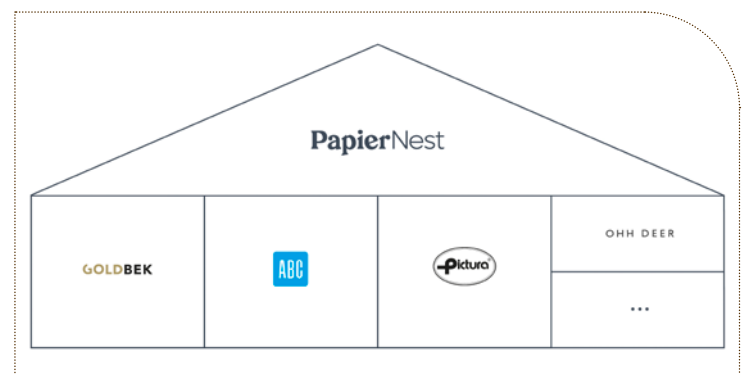 PapierNest
GOLDBEK
ABC
Pictura
OHH DEER
...